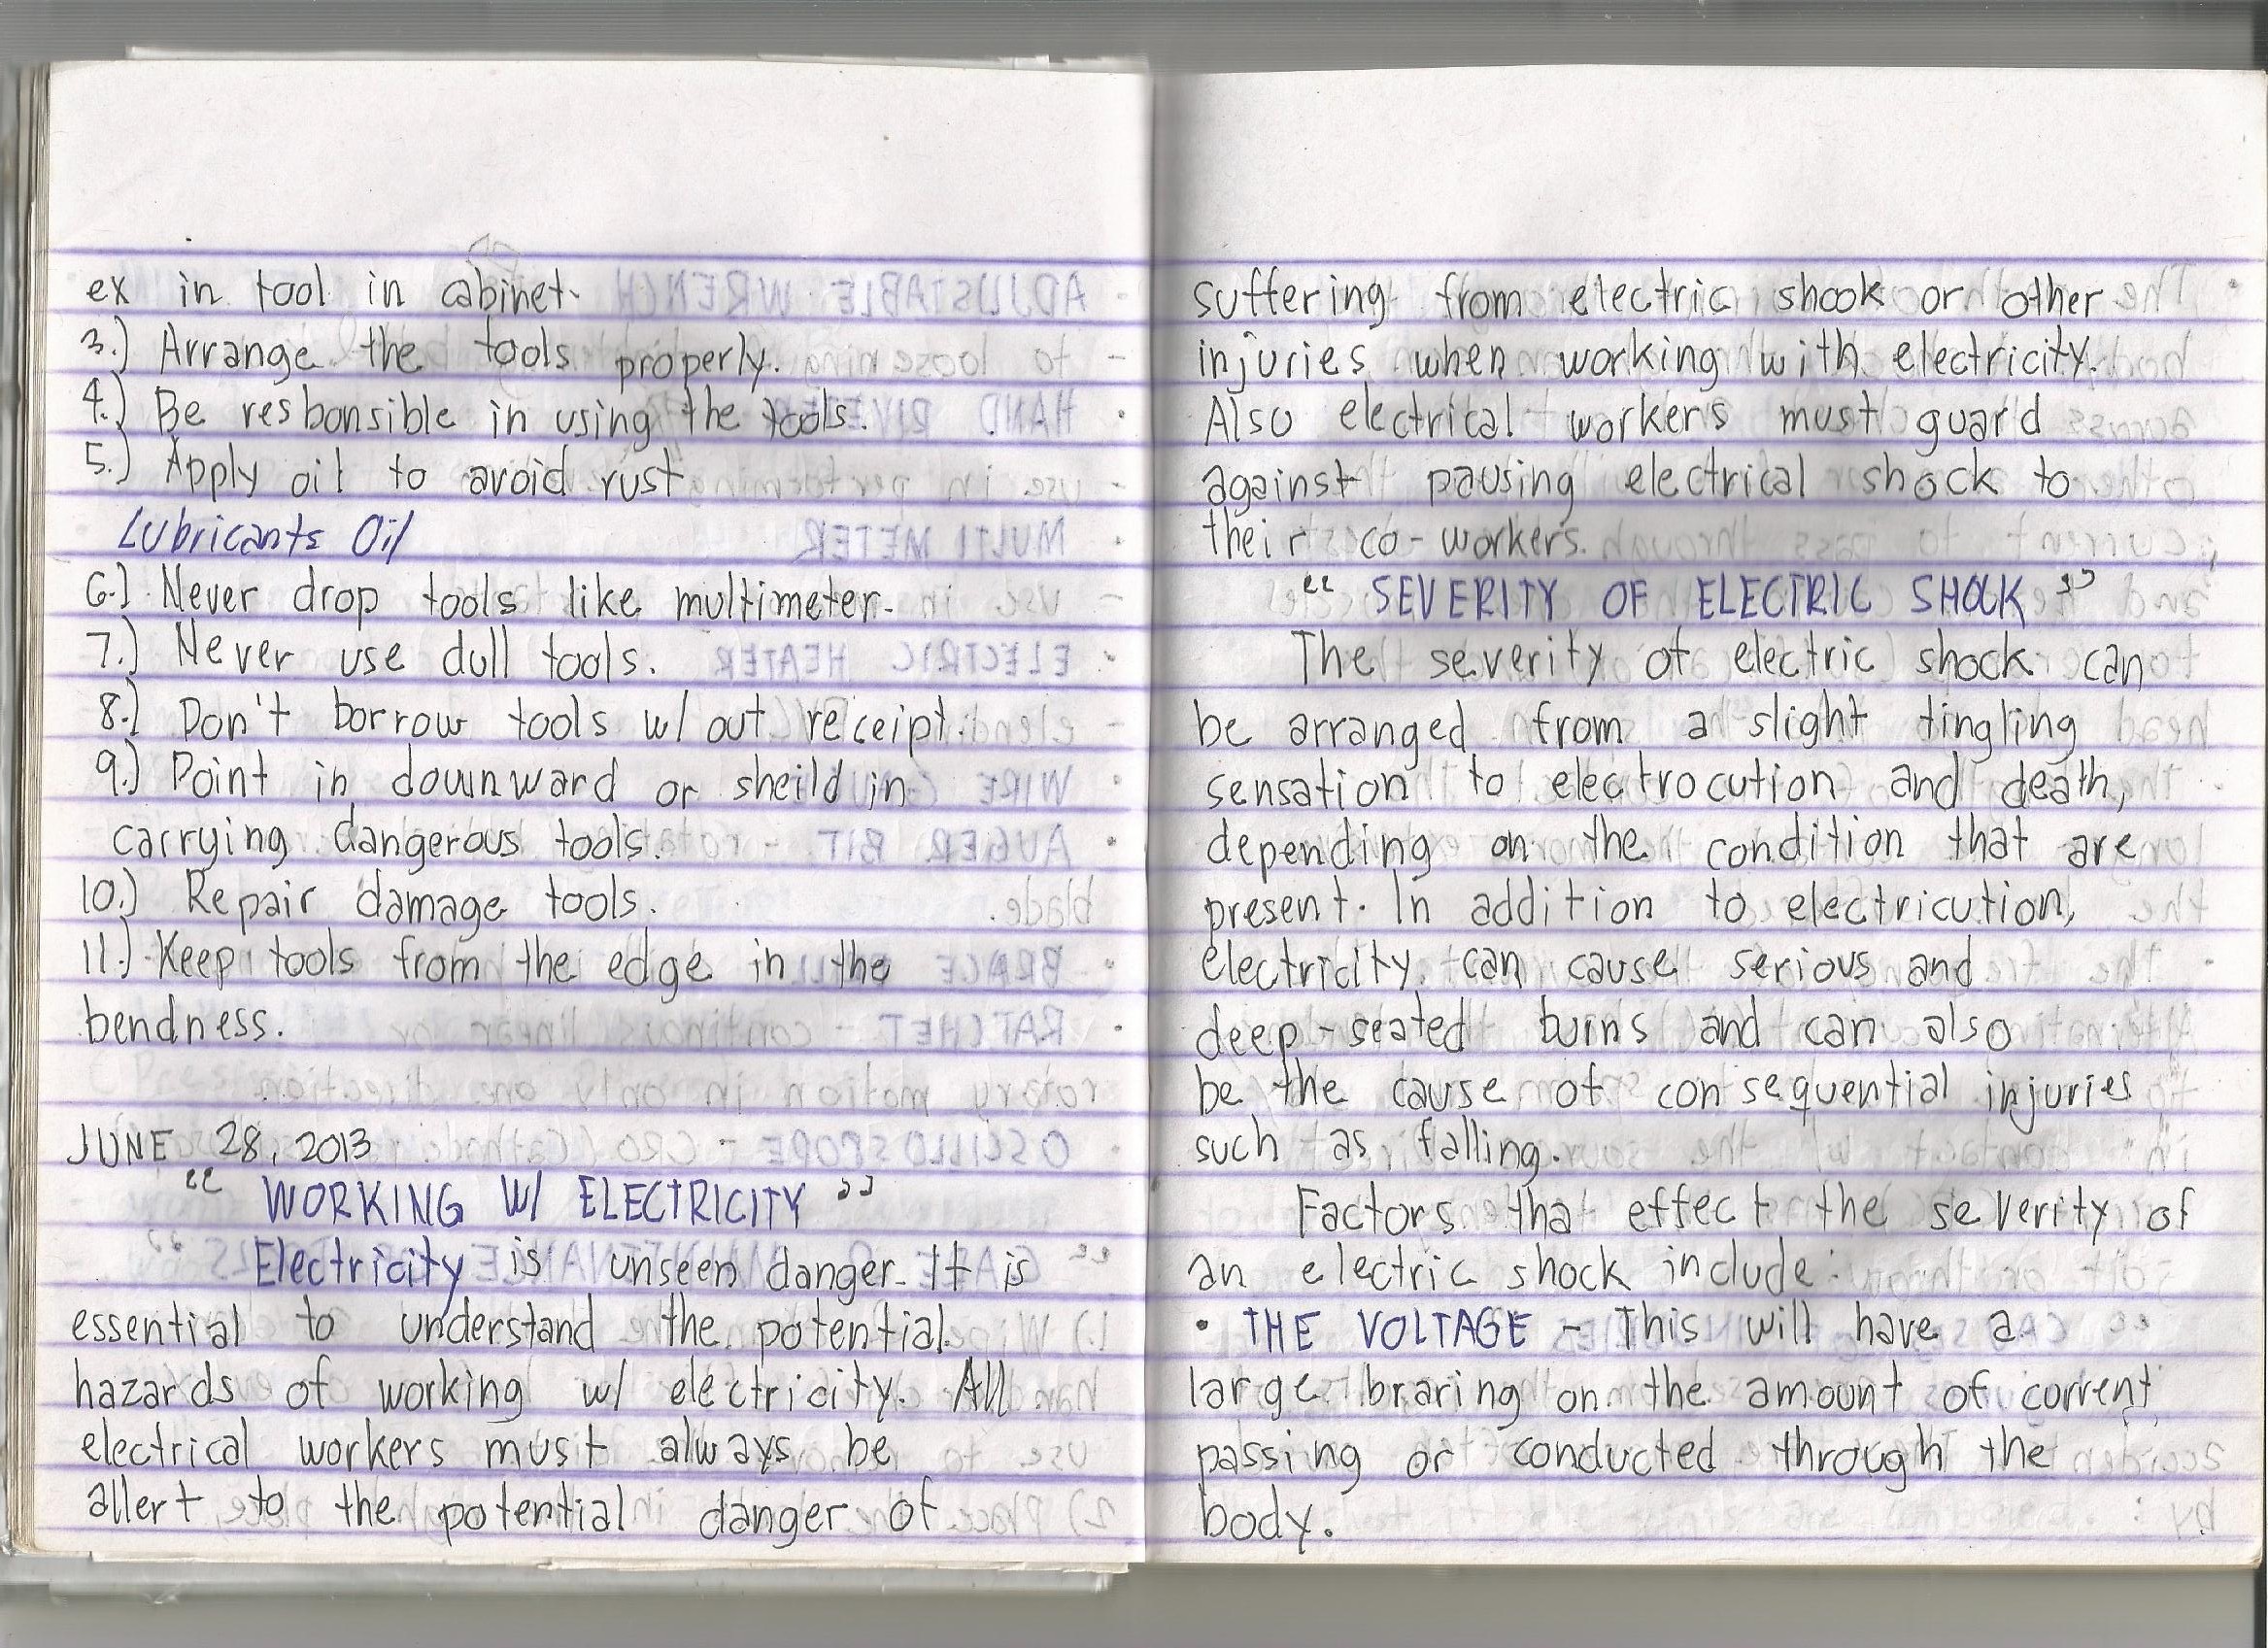 ex in tool in cabinet.
3.) Arrange the tools properly.
4.) Be resbonsible in using the tools.
5.) Apply oil to avoid rust
Lubricants Oil
6.) Never drop tools like multimeter.
7.) Never use dull tools.
8.) Don't borrow tools w/ out receipt.
9.) Point in downward or sheild in
carrying dangerous tools.
10.) Repair damage tools.
11.) Keep tools from the edge in the
bendness.
JUNE 28, 2013
“ WORKING W/ ELECTRICITY ”
Electricity is unseen danger. It is
essential to understand the potential
hazards of working w/ electricity. All
electrical workers must always be
allert to the potential danger of
suffering from electric shook or other
injuries when working with electricity.
Also electrical workers must guard
against pausing electrical shock to
their co-workers.
“ SEVERITY OF ELECTRIC SHOCK ”
The severity of electric shock can
be arranged from a slight tingling
sensation to electrocution and death,
depending on the condition that are
present. In addition to electricution,
electricity can cause serious and
deep-seated burns and can also
be the cause of consequential injuries
such as falling.
Factors that effect the severity of
an electric shock include:
• THE VOLTAGE - This will have a
large braring on the amount of current
passing or conducted through the
body.